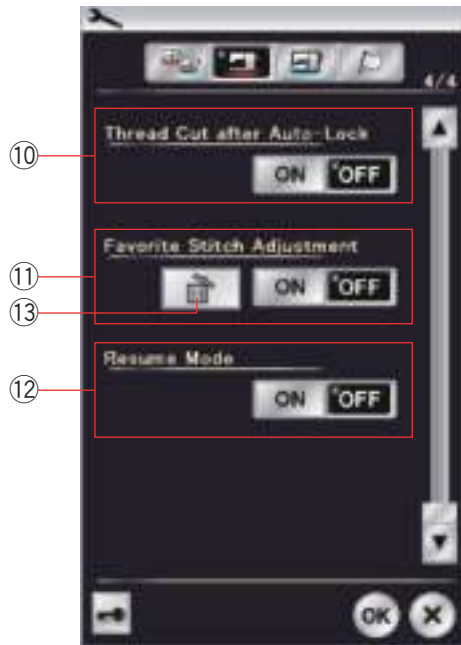 4/4
⑩ Thread Cut after Auto-Lock
ON OFF
⑪ Favorite Stitch Adjustment
⑬ ON OFF
⑫ Resume Mode
ON OFF
OK